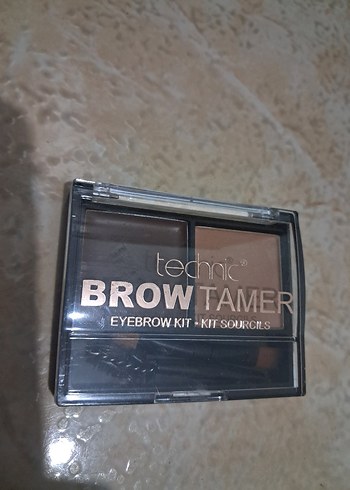 technic
BROW TAMER
EYEBROW KIT • KIT SOURCILS